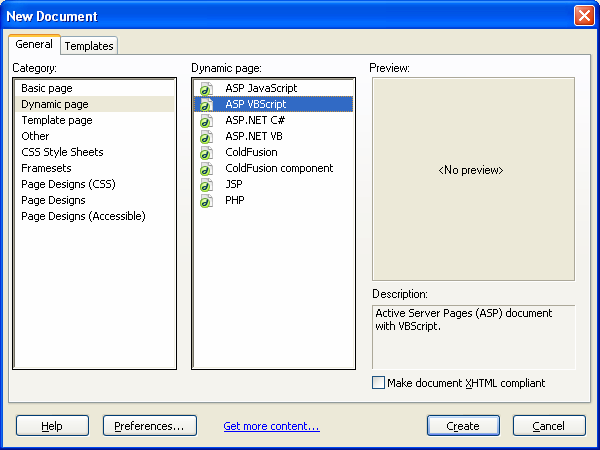 New Document
General
Templates
Category:
Basic page
Dynamic page
Template page
Other
CSS Style Sheets
Framesets
Page Designs (CSS)
Page Designs
Page Designs (Accessible)
Dynamic page:
ASP JavaScript
ASP VBScript
ASP.NET C#
ASP.NET VB
ColdFusion
ColdFusion component
JSP
PHP
Preview:
<No preview>
Description:
Active Server Pages (ASP) document
with VBScript.
Make document XHTML compliant
Help
Preferences...
Get more content...
Create
Cancel